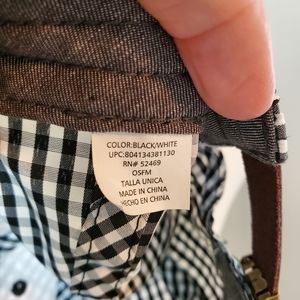 COLOR:BLACK/WHITE
UPC:804134381130
RN# 52469
OSFM
TALLA UNICA
MADE IN CHINA
HECHO EN CHINA